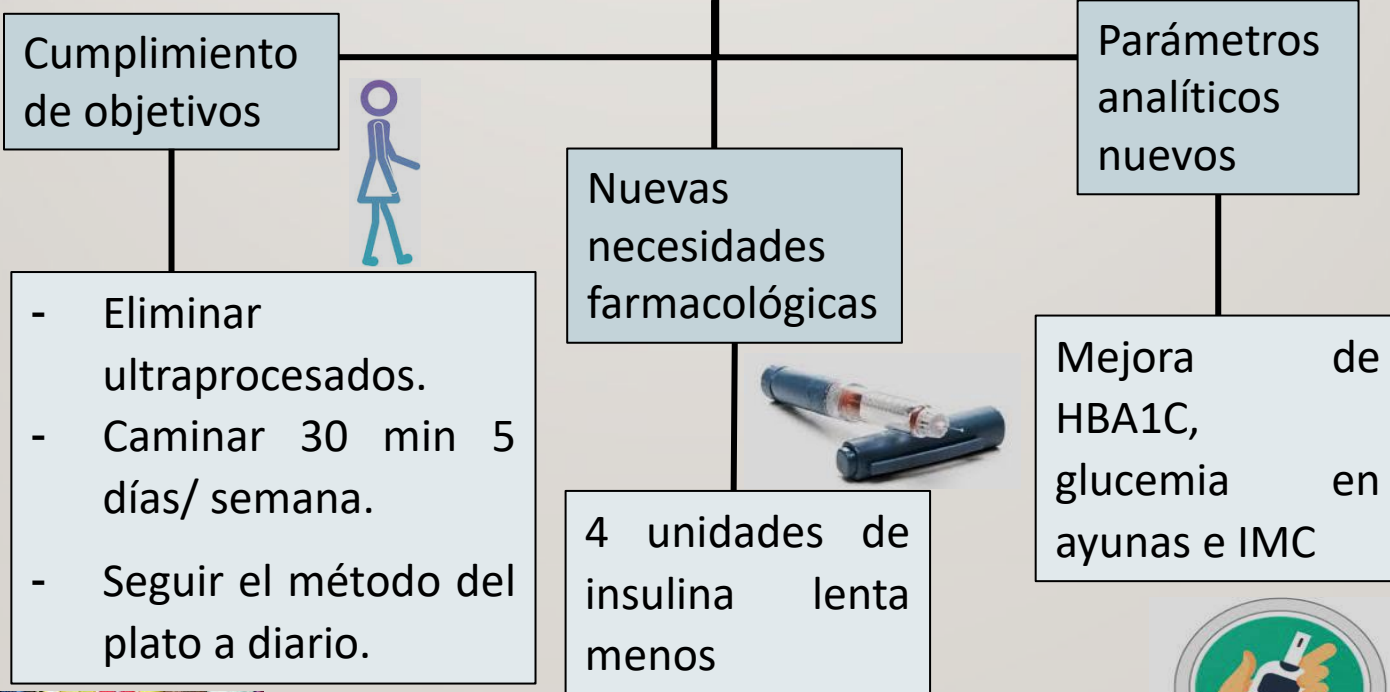 Cumplimiento
de objetivos
- Eliminar
ultraprocesados.
- Caminar 30 min 5
días/ semana.
- Seguir el método del
plato a diario.
Nuevas
necesidades
farmacológicas
4 unidades de
insulina lenta
menos
Parámetros
analíticos
nuevos
Mejora de
HBA1C,
glucemia en
ayunas e IMC